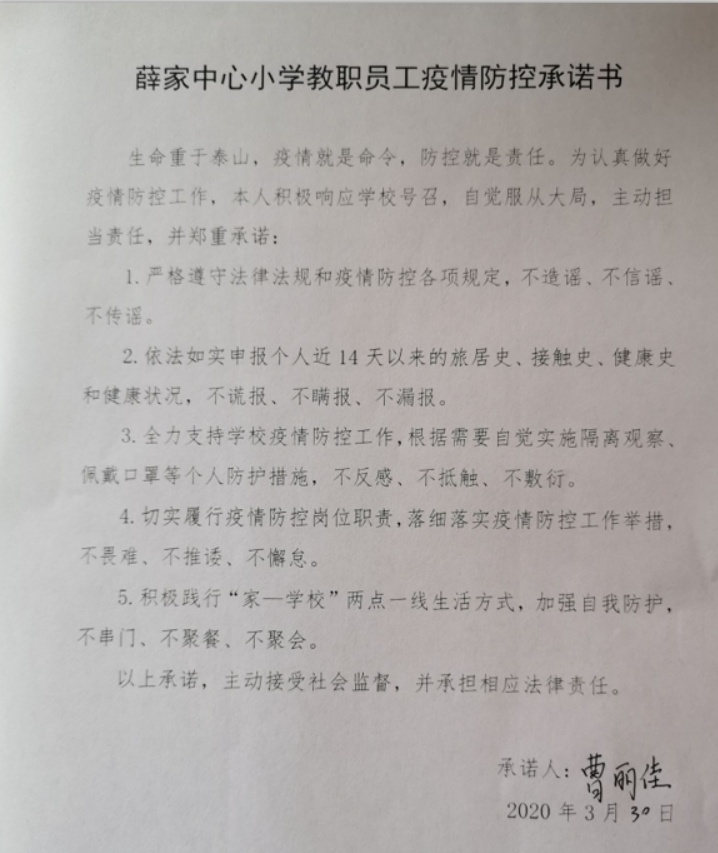 薛家中心小学教职员工疫情防控承诺书
生命重于泰山，疫情就是命令，防控就是责任。为认真做好
疫情防控工作，本人积极响应学校号召，自觉服从大局，主动担
当责任，并郑重承诺：
1.严格遵守法律法规和疫情防控各项规定，不造谣、不信谣、
不传谣。
2.依法如实申报个人近14天以来的旅居史、接触史、健康史
和健康状况，不谎报、不瞒报、不漏报。
3.全力支持学校疫情防控工作，根据需要自觉实施隔离观察、
佩戴口罩等个人防护措施，不反感、不抵触、不敷衍。
4.切实履行疫情防控岗位职责，落细落实疫情防控工作举措，
不畏难、不推诿、不懈怠。
5.积极践行“家—学校”两点一线生活方式，加强自我防护，
不串门、不聚餐、不聚会。
以上承诺，主动接受社会监督，并承担相应法律责任。
承诺人：曹丽佳
2020年3月30日